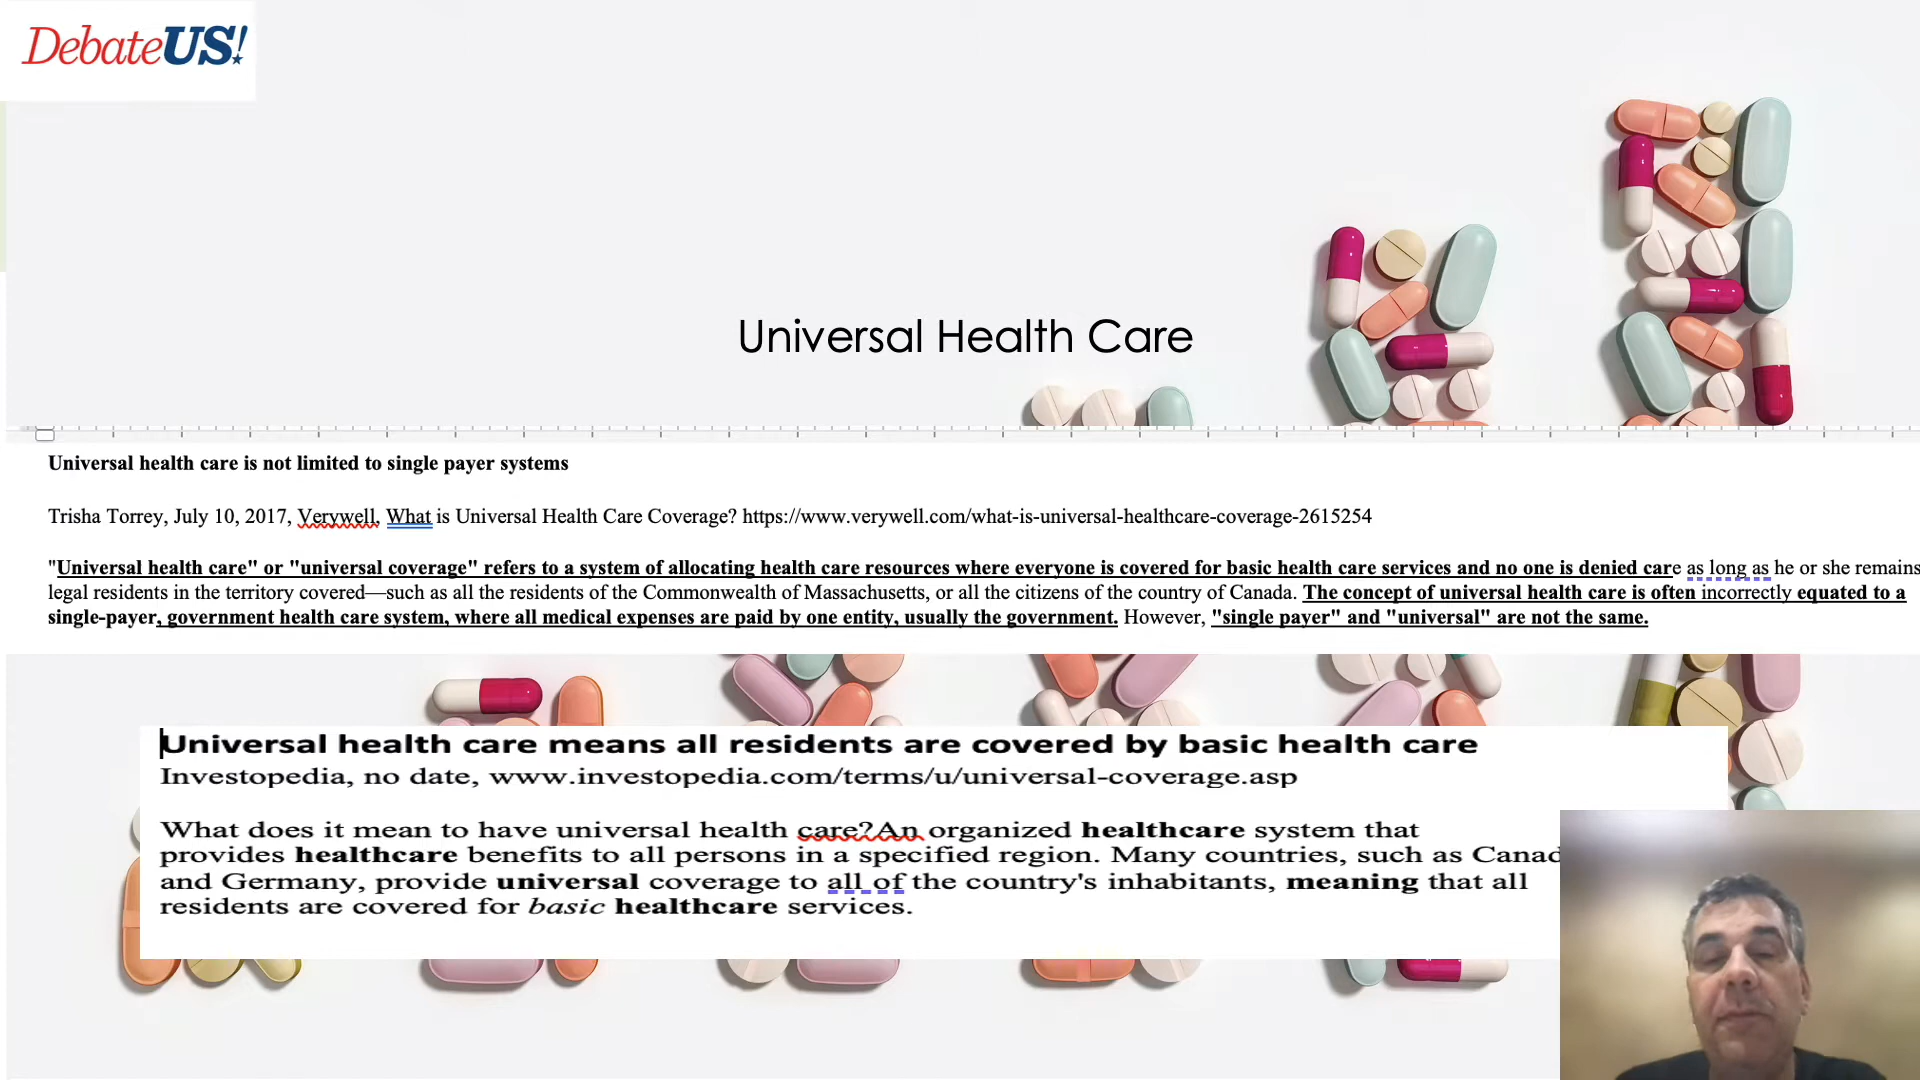 DebateUS!
Universal Health Care
Universal health care is not limited to single payer systems
Trisha Torrey, July 10, 2017, Verywell, What is Universal Health Care Coverage? https://www.verywell.com/what-is-universal-healthcare-coverage-2615254
"Universal health care" or "universal coverage" refers to a system of allocating health care resources where everyone is covered for basic health care services and no one is denied care as long as he or she remains
legal residents in the territory covered—such as all the residents of the Commonwealth of Massachusetts, or all the citizens of the country of Canada. The concept of universal health care is often incorrectly equated to a
single-payer, government health care system, where all medical expenses are paid by one entity, usually the government. However, "single payer" and "universal" are not the same.
Universal health care means all residents are covered by basic health care
Investopedia, no date, www.investopedia.com/terms/u/universal-coverage.asp
What does it mean to have universal health care?An organized healthcare system that
provides healthcare benefits to all persons in a specified region. Many countries, such as Canad
and Germany, provide universal coverage to all of the country's inhabitants, meaning that all
residents are covered for basic healthcare services.